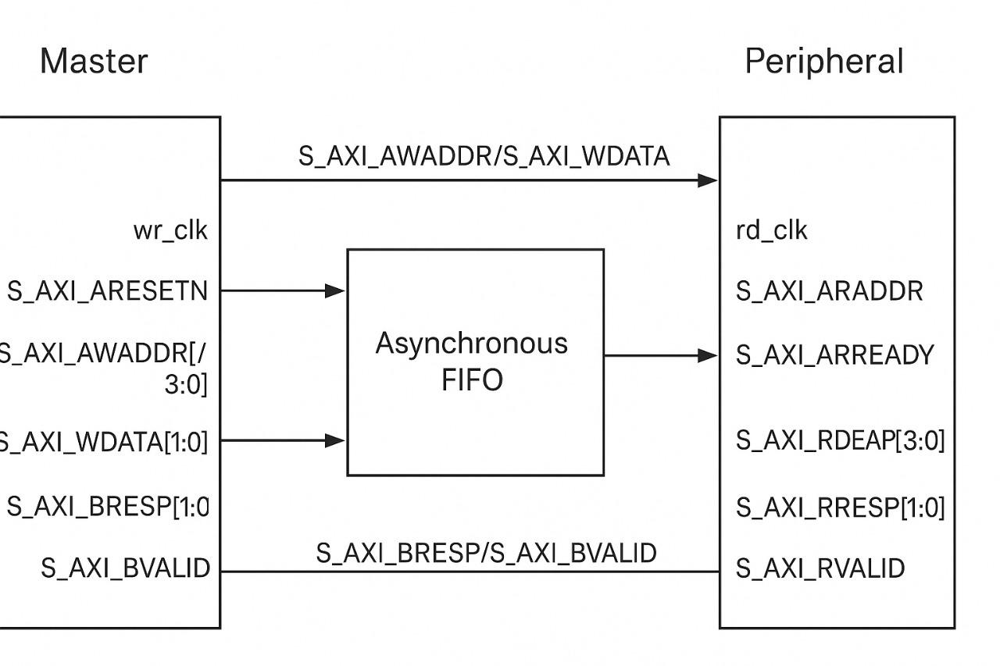 Master
Peripheral
S_AXI_AWADDR/S_AXI_WDATA
wr_clk
rd_clk
S_AXI_ARESETN
S_AXI_ARADDR
S_AXI_AWADDR[/
3:0]
Asynchronous
FIFO
S_AXI_ARREADY
S_AXI_WDATA[1:0]
S_AXI_RDEAP[3:0]
S_AXI_BRESP[1:0
S_AXI_RRESP[1:0]
S_AXI_BRESP/S_AXI_BVALID
S_AXI_BVALID
S_AXI_RVALID